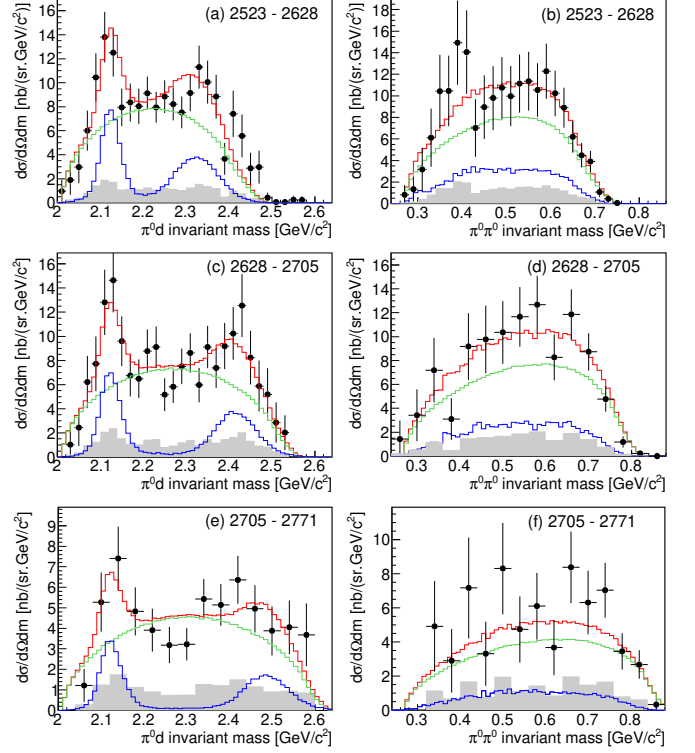 (a) 2523 - 2628
dσ/dΩdm [nb/(sr.GeV/c²)]
16
14
12
10
8
6
4
2
0
2 2.1 2.2 2.3 2.4 2.5 2.6
π⁰d invariant mass [GeV/c²]
(b) 2523 - 2628
dσ/dΩdm [nb/(sr.GeV/c²)]
18
16
14
12
10
8
6
4
2
0
0.3 0.4 0.5 0.6 0.7 0.8
π⁰π⁰ invariant mass [GeV/c²]
(c) 2628 - 2705
dσ/dΩdm [nb/(sr.GeV/c²)]
16
14
12
10
8
6
4
2
0
2 2.1 2.2 2.3 2.4 2.5 2.6
π⁰d invariant mass [GeV/c²]
(d) 2628 - 2705
dσ/dΩdm [nb/(sr.GeV/c²)]
16
14
12
10
8
6
4
2
0
0.3 0.4 0.5 0.6 0.7 0.8
π⁰π⁰ invariant mass [GeV/c²]
(e) 2705 - 2771
dσ/dΩdm [nb/(sr.GeV/c²)]
9
8
7
6
5
4
3
2
1
0
2 2.1 2.2 2.3 2.4 2.5 2.6
π⁰d invariant mass [GeV/c²]
(f) 2705 - 2771
dσ/dΩdm [nb/(sr.GeV/c²)]
10
8
6
4
2
0
0.3 0.4 0.5 0.6 0.7 0.8
π⁰π⁰ invariant mass [GeV/c²]